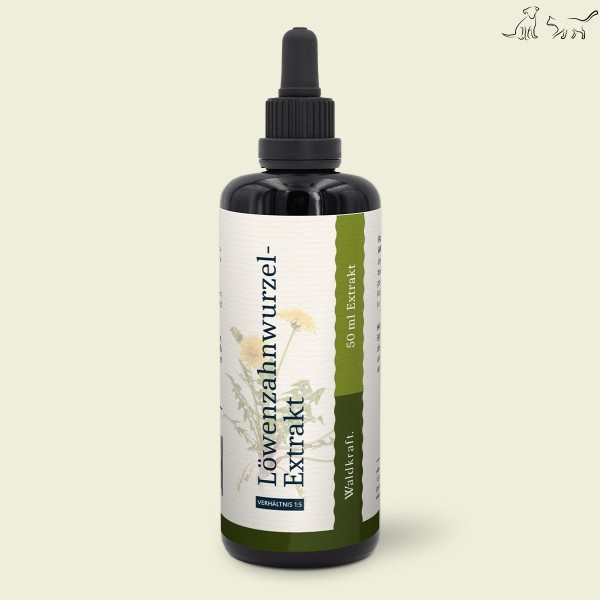 Löwenzahnwurzel-
Extrakt
VERHÄLTNIS 1:5
50 ml Extrakt
Waldkraft.